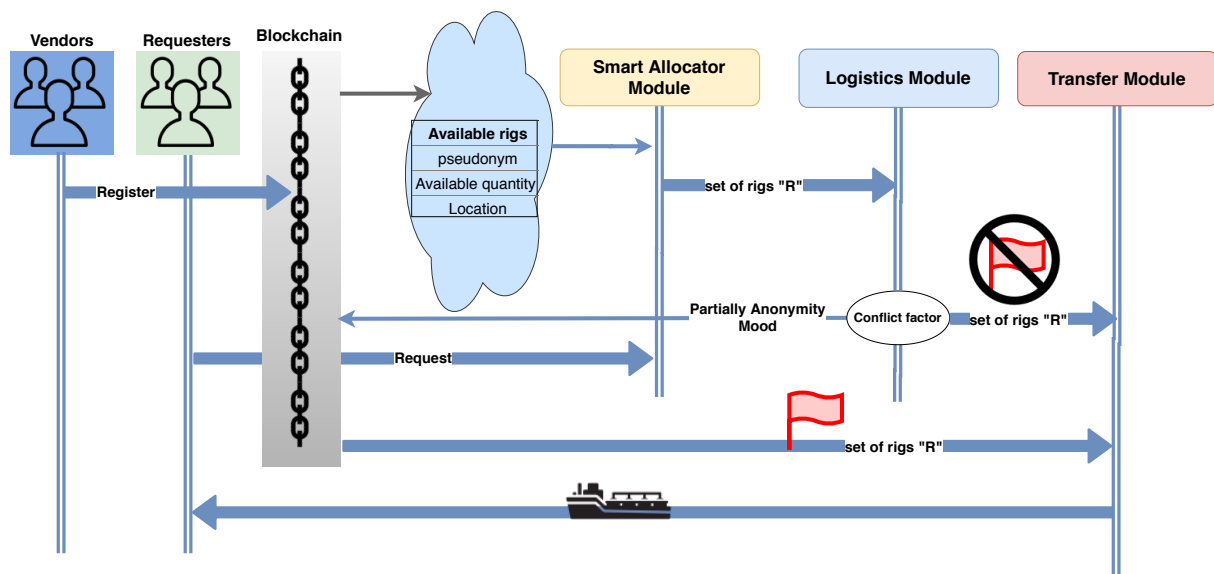 Vendors
Requesters
Blockchain
Smart Allocator
Module
Logistics Module
Transfer Module
Available rigs
pseudonym
Available quantity
Location
Register
set of rigs "R"
Partially Anonymity
Mood
Conflict factor
set of rigs "R"
Request
set of rigs "R"